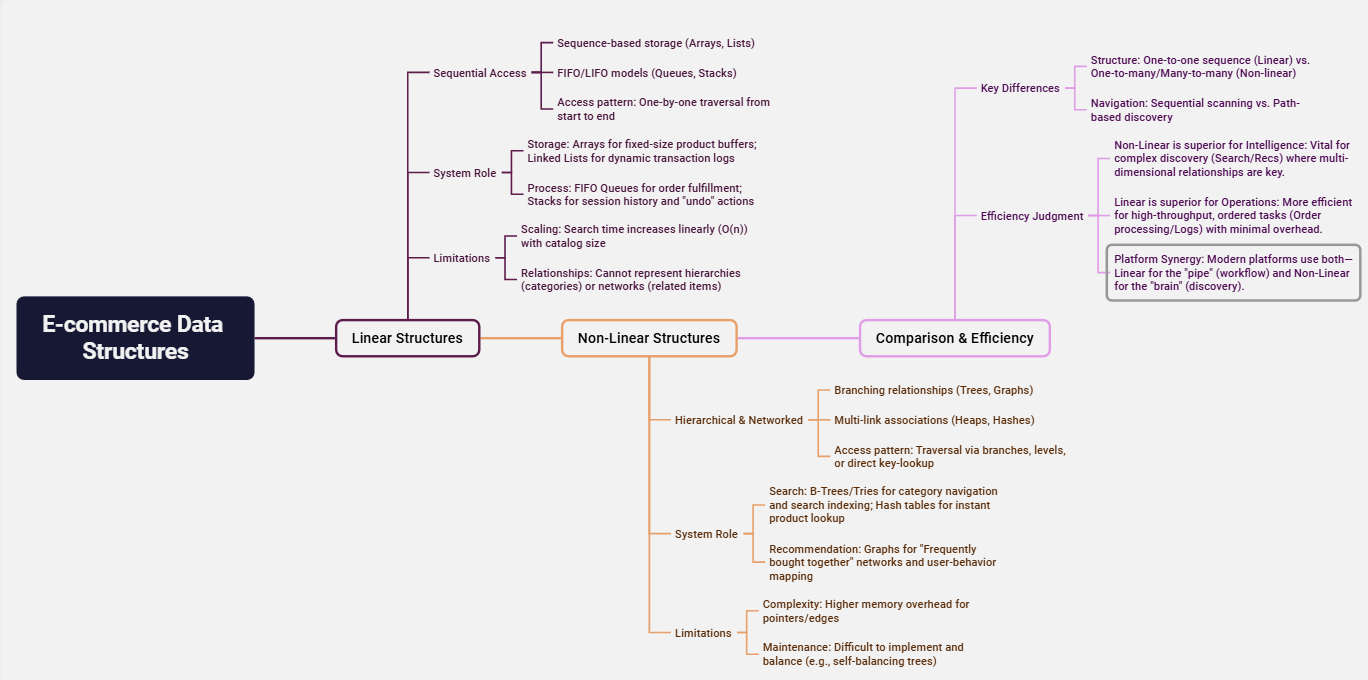 E-commerce Data
Structures
Linear Structures
Sequential Access
Sequence-based storage (Arrays, Lists)
FIFO/LIFO models (Queues, Stacks)
Access pattern: One-by-one traversal from
start to end
System Role
Storage: Arrays for fixed-size product buffers;
Linked Lists for dynamic transaction logs
Process: FIFO Queues for order fulfillment;
Stacks for session history and "undo" actions
Limitations
Scaling: Search time increases linearly (O(n))
with catalog size
Relationships: Cannot represent hierarchies
(categories) or networks (related items)
Non-Linear Structures
Hierarchical & Networked
Branching relationships (Trees, Graphs)
Multi-link associations (Heaps, Hashes)
Access pattern: Traversal via branches, levels,
or direct key-lookup
System Role
Search: B-Trees/Tries for category navigation
and search indexing; Hash tables for instant
product lookup
Recommendation: Graphs for "Frequently
bought together" networks and user-behavior
mapping
Limitations
Complexity: Higher memory overhead for
pointers/edges
Maintenance: Difficult to implement and
balance (e.g., self-balancing trees)
Comparison & Efficiency
Key Differences
Structure: One-to-one sequence (Linear) vs.
One-to-many/Many-to-many (Non-linear)
Navigation: Sequential scanning vs. Path-
based discovery
Efficiency Judgment
Non-Linear is superior for Intelligence: Vital for
complex discovery (Search/Recs) where multi-
dimensional relationships are key.
Linear is superior for Operations: More efficient
for high-throughput, ordered tasks (Order
processing/Logs) with minimal overhead.
Platform Synergy: Modern platforms use both—
Linear for the "pipe" (workflow) and Non-Linear
for the "brain" (discovery).